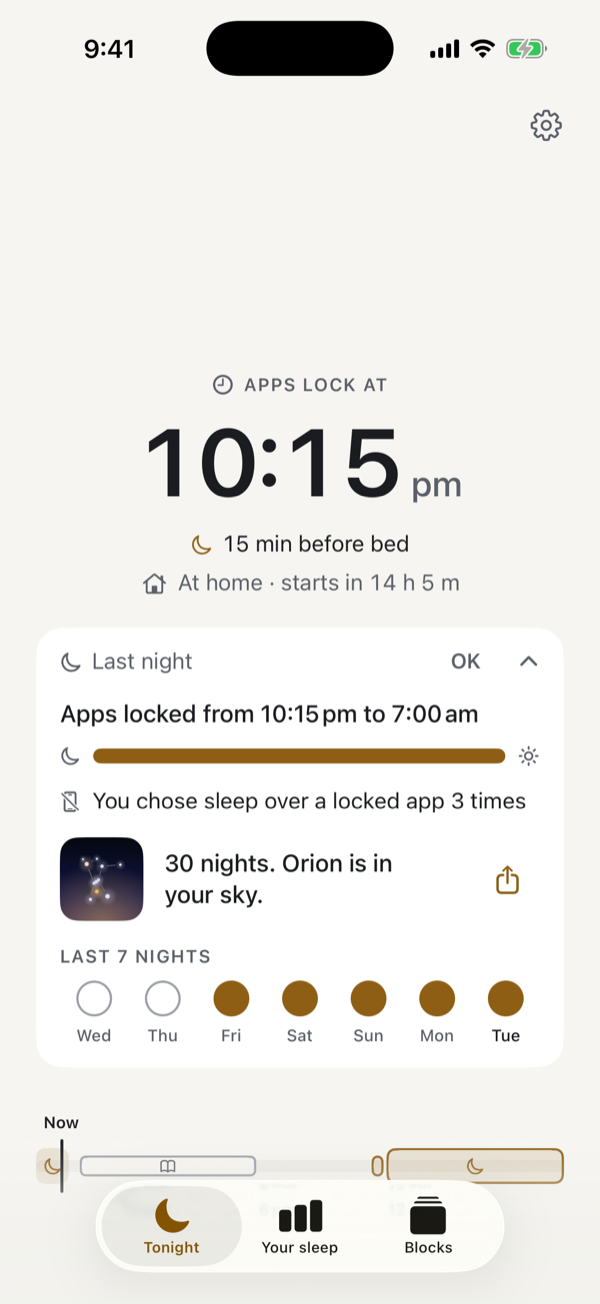 9:41
APPS LOCK AT
10:15 pm
15 min before bed
At home · starts in 14 h 5 m
Last night
OK
Apps locked from 10:15 pm to 7:00 am
You chose sleep over a locked app 3 times
30 nights. Orion is in
your sky.
LAST 7 NIGHTS
Wed Thu Fri Sat Sun Mon Tue
Now
Tonight Your sleep Blocks